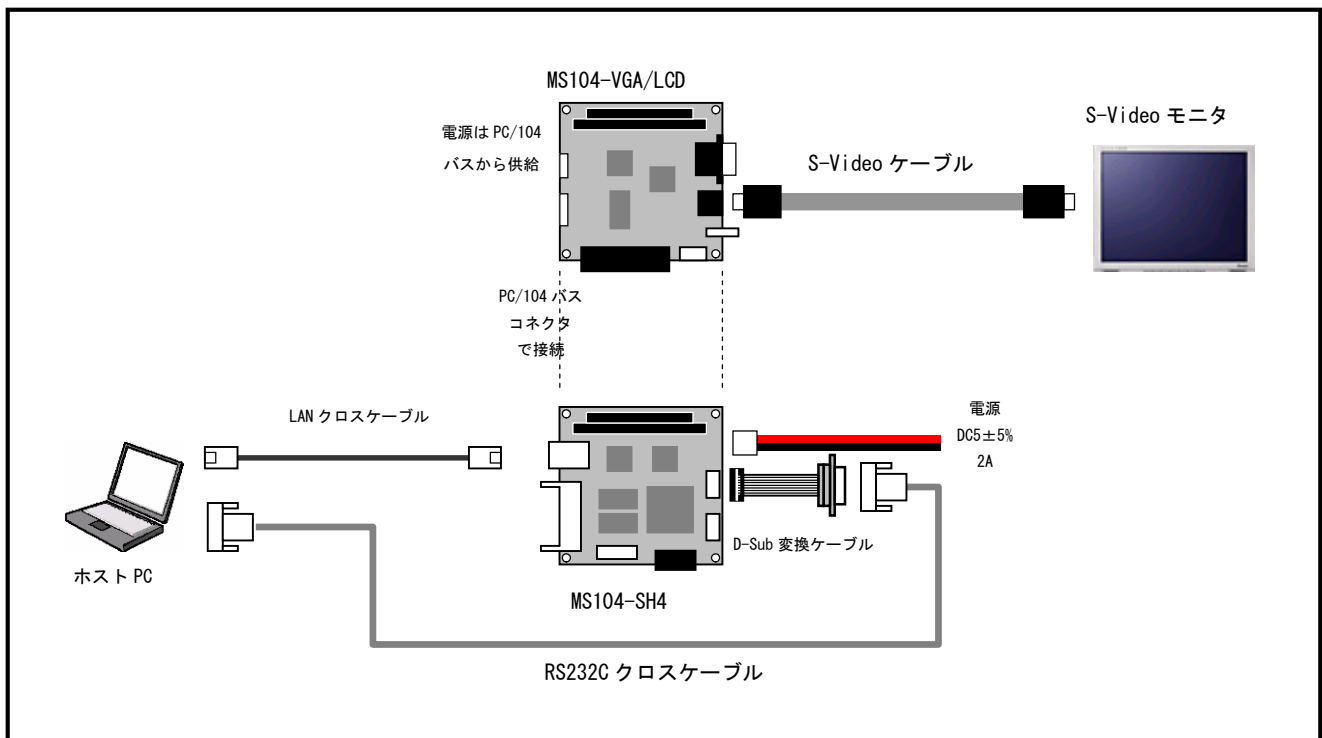 MS104-VGA/LCD
電源は PC/104
バスから供給
S-Video モニタ
S-Video ケーブル
PC/104 バス
コネクタ
で接続
LAN クロスケーブル
電源
DC5±5%
2A
D-Sub 変換ケーブル
ホスト PC
MS104-SH4
RS232C クロスケーブル